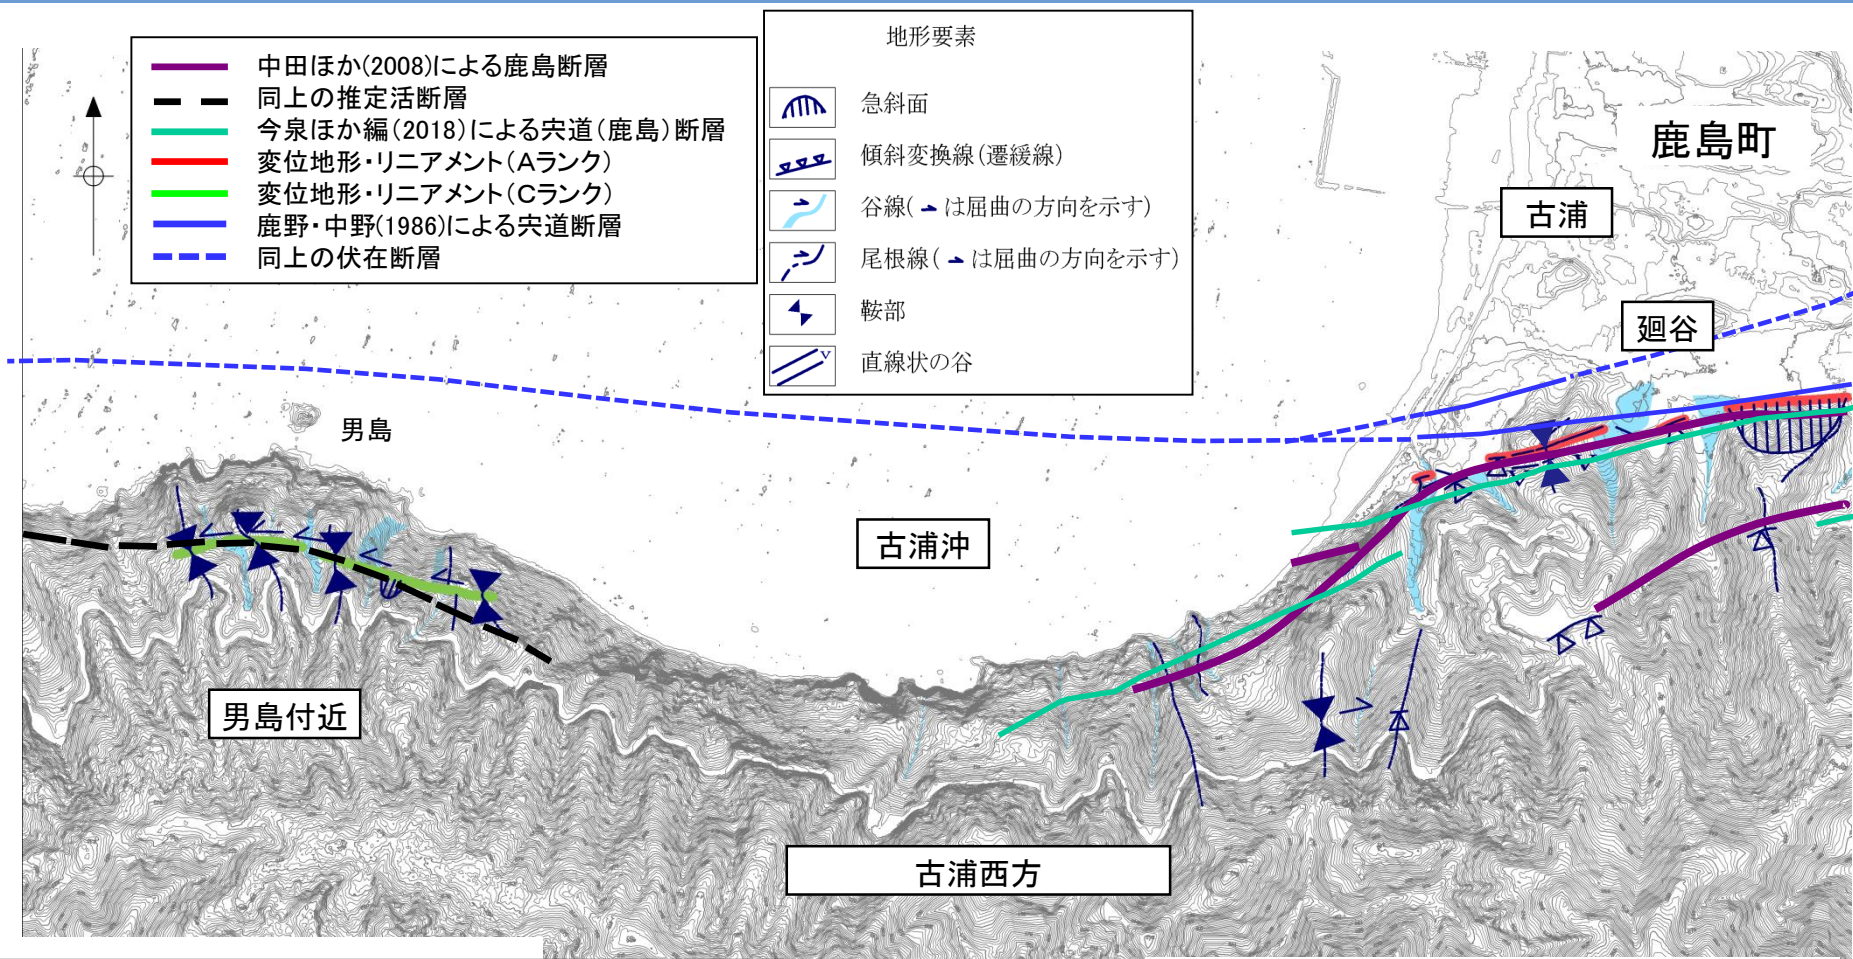 中田ほか(2008)による鹿島断層
同上の推定活断層
今泉ほか編(2018)による宍道(鹿島)断層
変位地形・リニアメント(Aランク)
変位地形・リニアメント(Cランク)
鹿野・中野(1986)による宍道断層
同上の伏在断層
地形要素
急斜面
傾斜変換線(遷緩線)
谷線( は屈曲の方向を示す)
尾根線( は屈曲の方向を示す)
鞍部
V
直線状の谷
鹿島町
古浦
廻谷
男島
古浦沖
V
男島付近
古浦西方